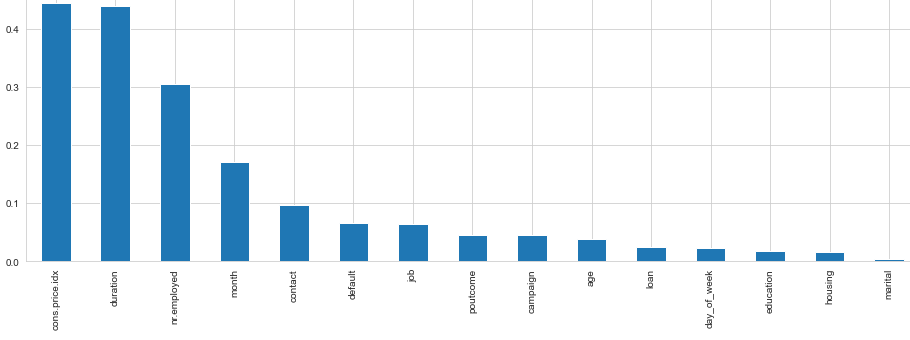 0.4
0.3
0.2
0.1
0.0
cons.price.idx
duration
nr.employed
month
contact
default
job
poutcome
campaign
age
loan
day_of_week
education
housing
marital